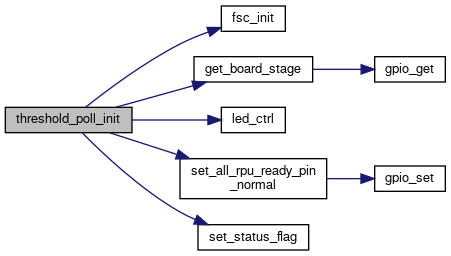 fsc_init
get_board_stage
gpio_get
threshold_poll_init
led_ctrl
set_all_rpu_ready_pin
_normal
gpio_set
set_status_flag